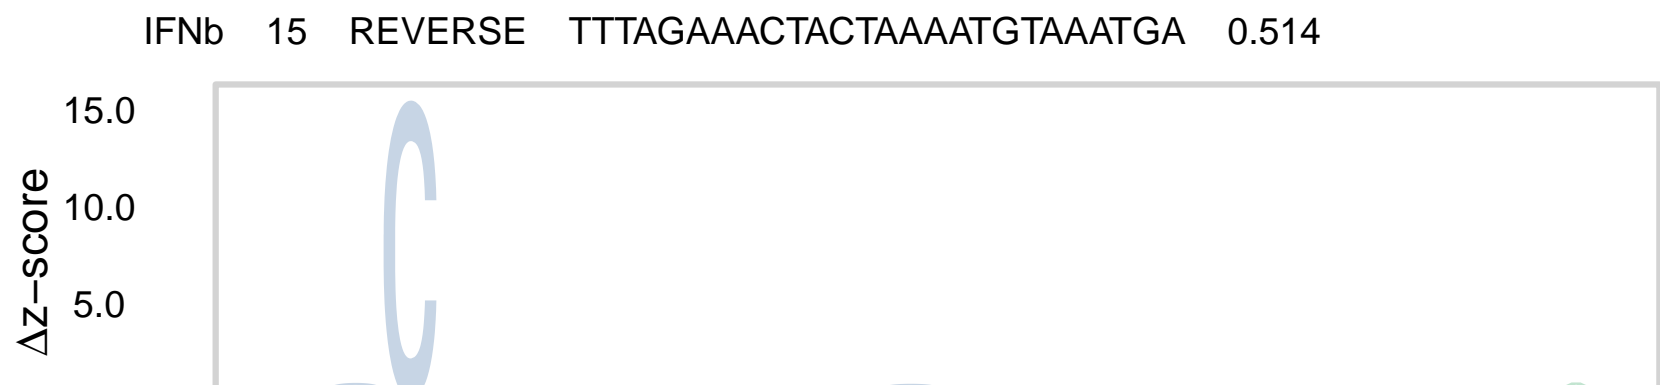 IFNb 15 REVERSE TTTAGAAACTACTAAAATGTAAATGA 0.514
15.0
10.0
5.0
Δz−score
C